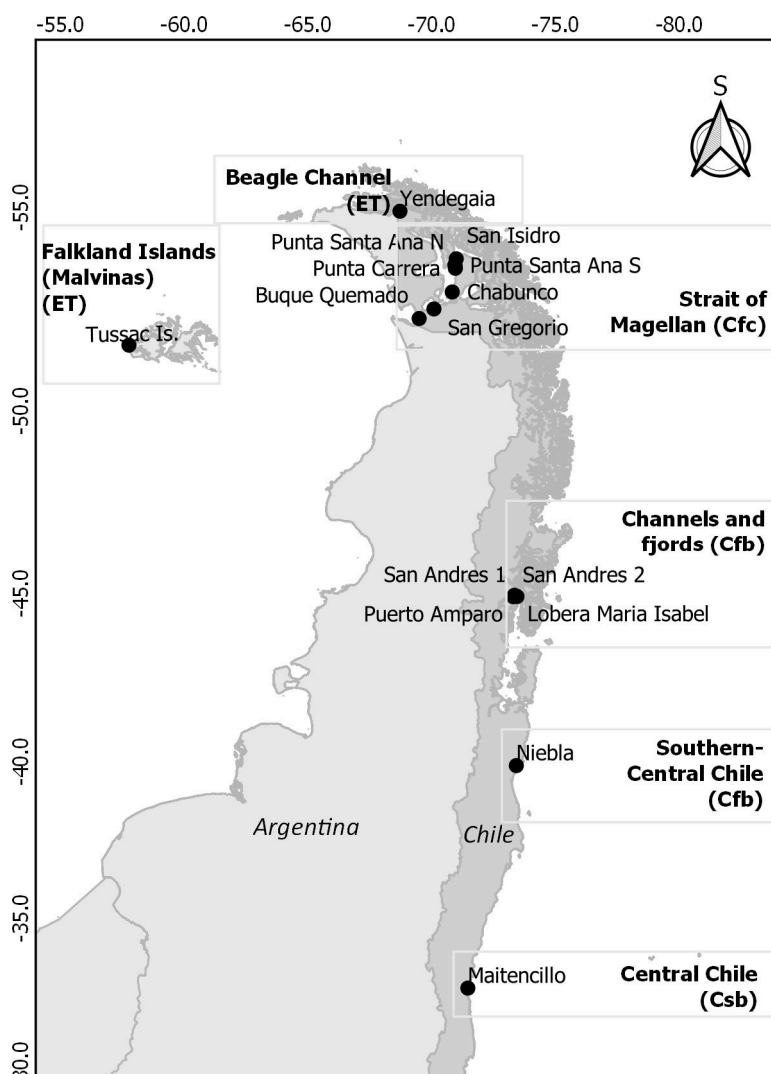 -55.0 -60.0 -65.0 -70.0 -75.0 -80.0
S
-55.0
-50.0
-45.0
-40.0
-35.0
-30.0
Beagle Channel
(ET)
Yendegaia
Falkland Islands
(Malvinas)
(ET)
Tussac Is.
Punta Santa Ana N
San Isidro
Punta Carrera
Punta Santa Ana S
Buque Quemado
Chabunco
San Gregorio
Strait of
Magellan (Cfc)
Channels and
fjords (Cfb)
San Andres 1
San Andres 2
Puerto Amparo
Lobera Maria Isabel
Niebla
Southern-
Central Chile
(Cfb)
Argentina
Chile
Maitencillo
Central Chile
(Csb)